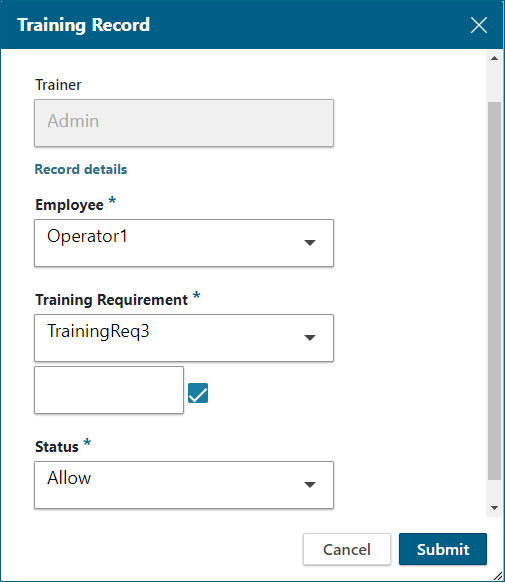 Training Record
Trainer
Admin
Record details
Employee *
Operator1
Training Requirement *
TrainingReq3
Status *
Allow
Cancel Submit